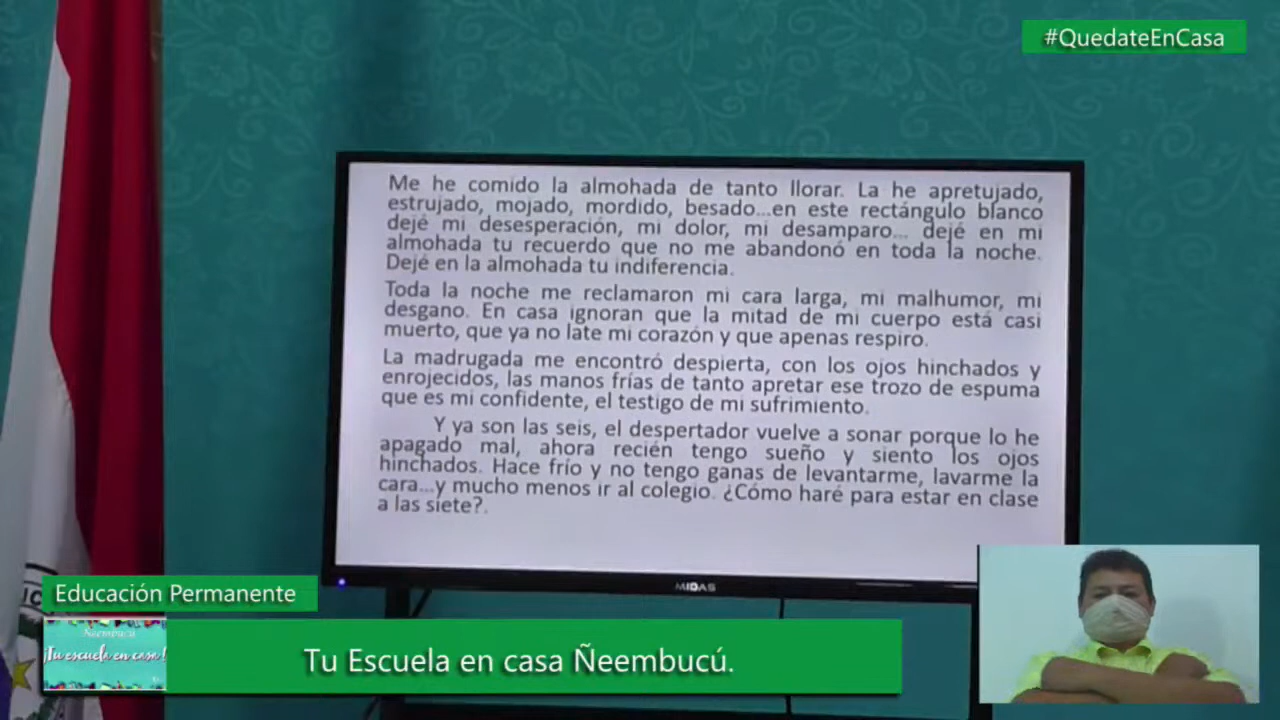 #QuedateEnCasa
Me he comido la almohada de tanto llorar. La he apretujado,
estrujado, mojado, mordido, besado...en este rectángulo blanco
dejé mi desesperación, mi dolor, mi desamparo... dejé en mi
almohada tu recuerdo que no me abandonó en toda la noche.
Dejé en la almohada tu indiferencia.
Toda la noche me reclamaron mi cara larga, mi malhumor, mi
desgano. En casa ignoran que la mitad de mi cuerpo está casi
muerto, que ya no late mi corazón y que apenas respiro.
La madrugada me encontró despierta, con los ojos hinchados y
enrojecidos, las manos frías de tanto apretar ese trozo de espuma
que es mi confidente, el testigo de mi sufrimiento.
Y ya son las seis, el despertador vuelve a sonar porque lo he
apagado mal, ahora recién tengo sueño y siento los ojos
hinchados. Hace frío y no tengo ganas de levantarme, lavarme la
cara...y mucho menos ir al colegio. ¿Cómo haré para estar en clase
a las siete?.
MIDAS
Educación Permanente
Ñeembucú
¡Tu escuela en casa!
Tu Escuela en casa Ñeembucú.